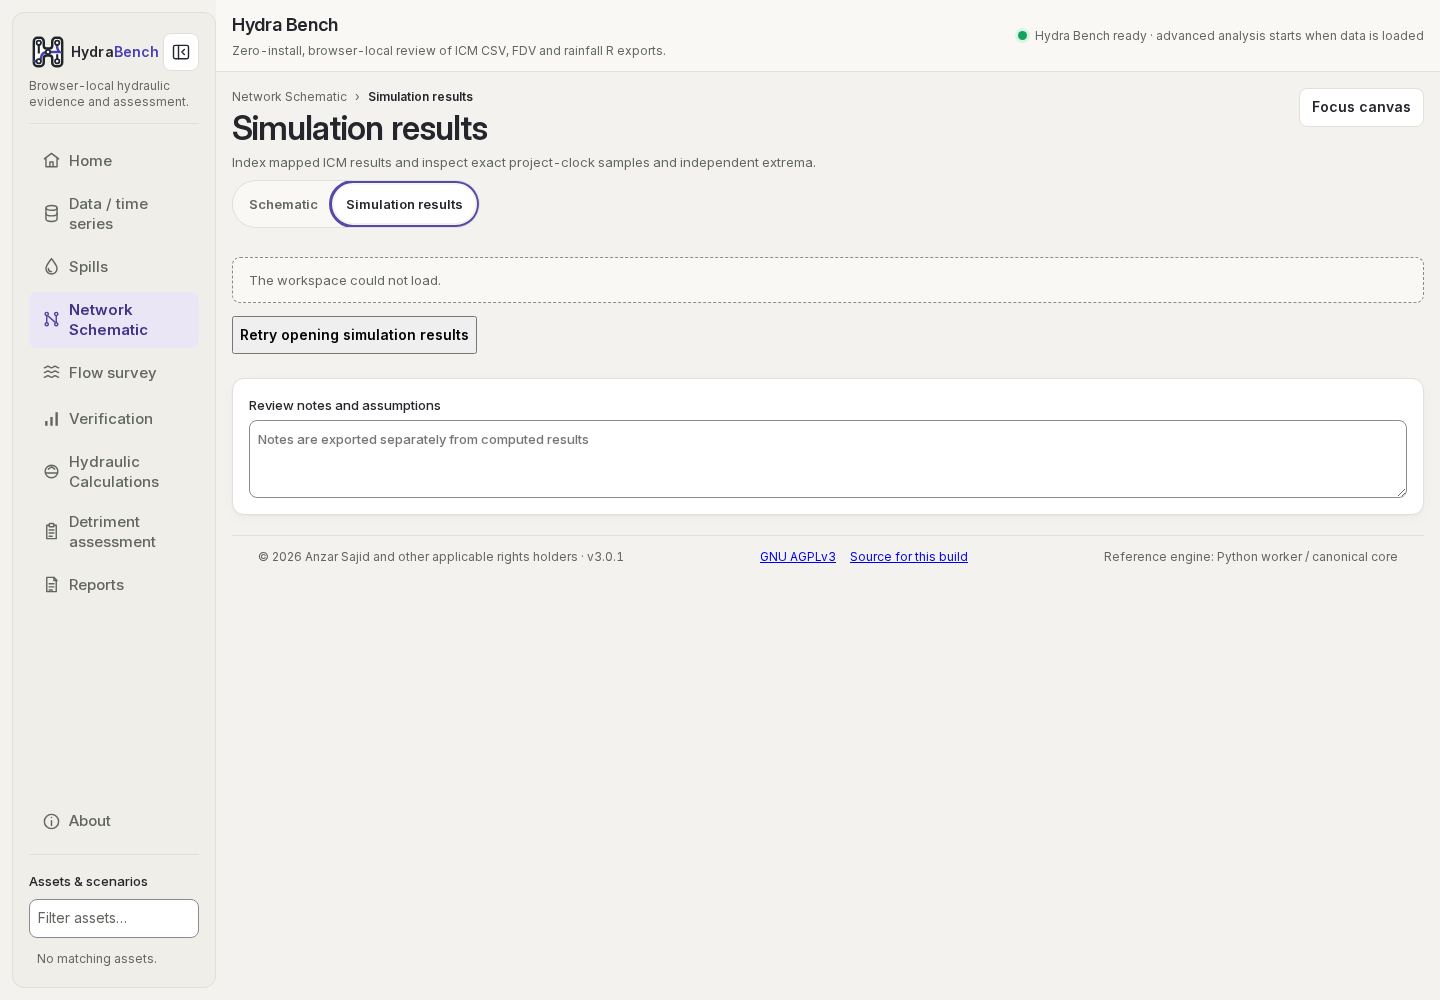 HydraBench
Browser-local hydraulic
evidence and assessment.
Home
Data / time
series
Spills
Network
Schematic
Flow survey
Verification
Hydraulic
Calculations
Detriment
assessment
Reports
About
Assets & scenarios
Filter assets…
No matching assets.
Hydra Bench
Zero-install, browser-local review of ICM CSV, FDV and rainfall R exports.
Hydra Bench ready · advanced analysis starts when data is loaded
Network Schematic › Simulation results
Simulation results
Index mapped ICM results and inspect exact project-clock samples and independent extrema.
Focus canvas
Schematic Simulation results
The workspace could not load.
Retry opening simulation results
Review notes and assumptions
Notes are exported separately from computed results
© 2026 Anzar Sajid and other applicable rights holders · v3.0.1
GNU AGPLv3 Source for this build
Reference engine: Python worker / canonical core